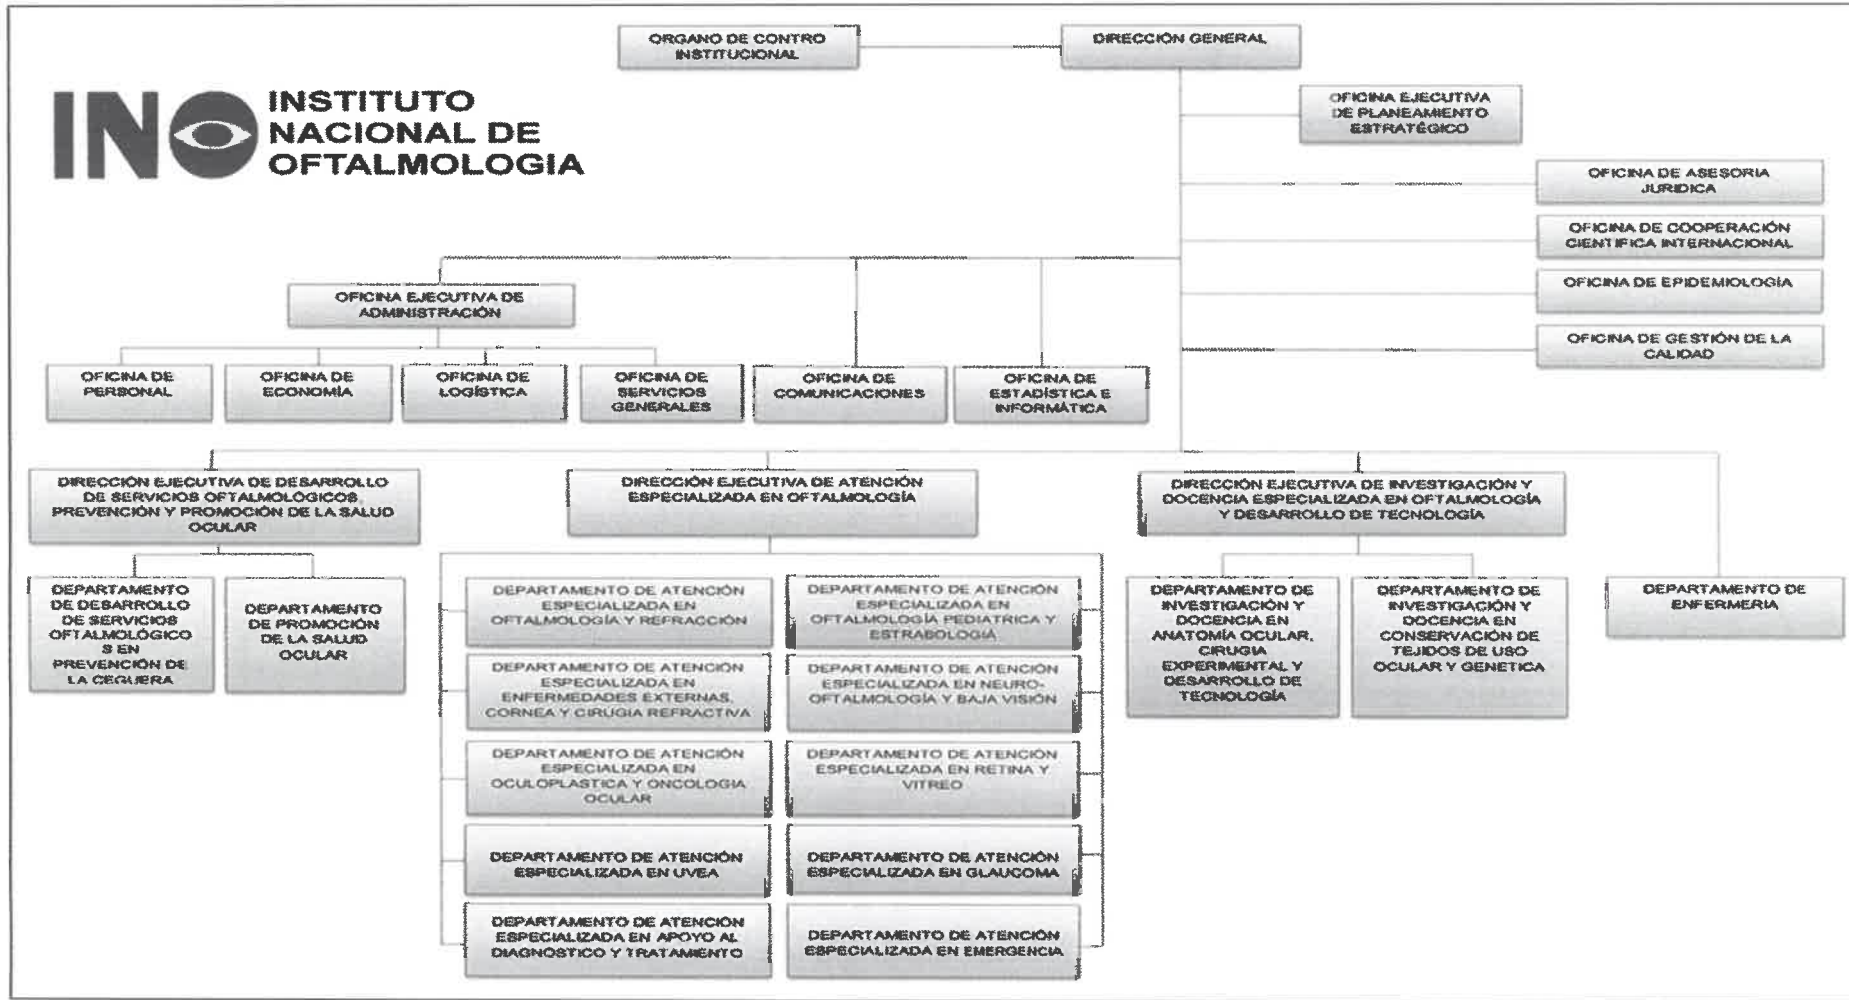 ORGANO DE CONTRO
INSTITUCIONAL
DIRECCIÓN GENERAL
INO
INSTITUTO
NACIONAL DE
OFTALMOLOGIA
OFICINA EJECUTIVA
DE PLANEAMIENTO
ESTRATÉGICO
OFICINA DE ASESORIA
JURIDICA
OFICINA DE COOPERACIÓN
CIENTIFICA INTERNACIONAL
OFICINA DE EPIDEMIOLOGÍA
OFICINA DE GESTIÓN DE LA
CALIDAD
OFICINA EJECUTIVA DE
ADMINISTRACIÓN
OFICINA DE
PERSONAL
OFICINA DE
ECONOMÍA
OFICINA DE
LOGÍSTICA
OFICINA DE
SERVICIOS
GENERALES
OFICINA DE
COMUNICACIONES
OFICINA DE
ESTADÍSTICA E
INFORMÁTICA
DIRECCIÓN EJECUTIVA DE DESARROLLO
DE SERVICIOS OFTALMOLÓGICOS,
PREVENCIÓN Y PROMOCIÓN DE LA SALUD
OCULAR
DIRECCIÓN EJECUTIVA DE ATENCIÓN
ESPECIALIZADA EN OFTALMOLOGÍA
DIRECCIÓN EJECUTIVA DE INVESTIGACIÓN Y
DOCENCIA ESPECIALIZADA EN OFTALMOLOGÍA
Y DESARROLLO DE TECNOLOGÍA
DEPARTAMENTO
DE DESARROLLO
DE SERVICIOS
OFTALMOLÓGICO
S EN
PREVENCIÓN DE
LA CEGUERA
DEPARTAMENTO
DE PROMOCIÓN
DE LA SALUD
OCULAR
DEPARTAMENTO DE ATENCIÓN
ESPECIALIZADA EN
OFTALMOLOGÍA Y REFRACCIÓN
DEPARTAMENTO DE ATENCIÓN
ESPECIALIZADA EN
OFTALMOLOGÍA PEDIATRICA Y
ESTRABOLOGÍA
DEPARTAMENTO DE ATENCIÓN
ESPECIALIZADA EN
ENFERMEDADES EXTERNAS,
CORNEA Y CIRUGIA REFRACTIVA
DEPARTAMENTO DE ATENCIÓN
ESPECIALIZADA EN NEURO-
OFTALMOLOGÍA Y BAJA VISIÓN
DEPARTAMENTO DE ATENCIÓN
ESPECIALIZADA EN
OCULOPLASTICA Y ONCOLOGIA
OCULAR
DEPARTAMENTO DE ATENCIÓN
ESPECIALIZADA EN RETINA Y
VITREO
DEPARTAMENTO DE ATENCIÓN
ESPECIALIZADA EN UVEA
DEPARTAMENTO DE ATENCIÓN
ESPECIALIZADA EN GLAUCOMA
DEPARTAMENTO DE ATENCIÓN
ESPECIALIZADA EN APOYO AL
DIAGNOSTICO Y TRATAMIENTO
DEPARTAMENTO DE ATENCIÓN
ESPECIALIZADA EN EMERGENCIA
DEPARTAMENTO DE
INVESTIGACIÓN Y
DOCENCIA EN
ANATOMÍA OCULAR,
CIRUGIA
EXPERIMENTAL Y
DESARROLLO DE
TECNOLOGÍA
DEPARTAMENTO DE
INVESTIGACIÓN Y
DOCENCIA EN
CONSERVACIÓN DE
TEJIDOS DE USO
OCULAR Y GENETICA
DEPARTAMENTO DE
ENFERMERIA